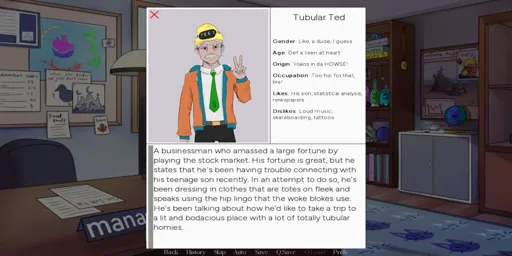 Tubular Ted
TEET
Gender: Like, a dude, I guess
Age: Def a teen at heart
Origin: 'Halos in da HOWSE!'
Occupation: Too hip for that,
bra!
Likes: His son, statistical analysis,
newspapers
Dislikes: Loud music,
skateboarding, tattoos.
A businessman who amassed a large fortune by
playing the stock market. His fortune is great, but he
states that he's been having trouble connecting with
his teenage son recently. In an attempt to do so, he's
been dressing in clothes that are totes on fleek and
speaks using the hip lingo that the woke blokes use.
He's been talking about how he'd like to take a trip to
a lit and bodacious place with a lot of totally tubular
homies.
mana
Back History Skip Auto Save Q.Save Q.Load Prefs